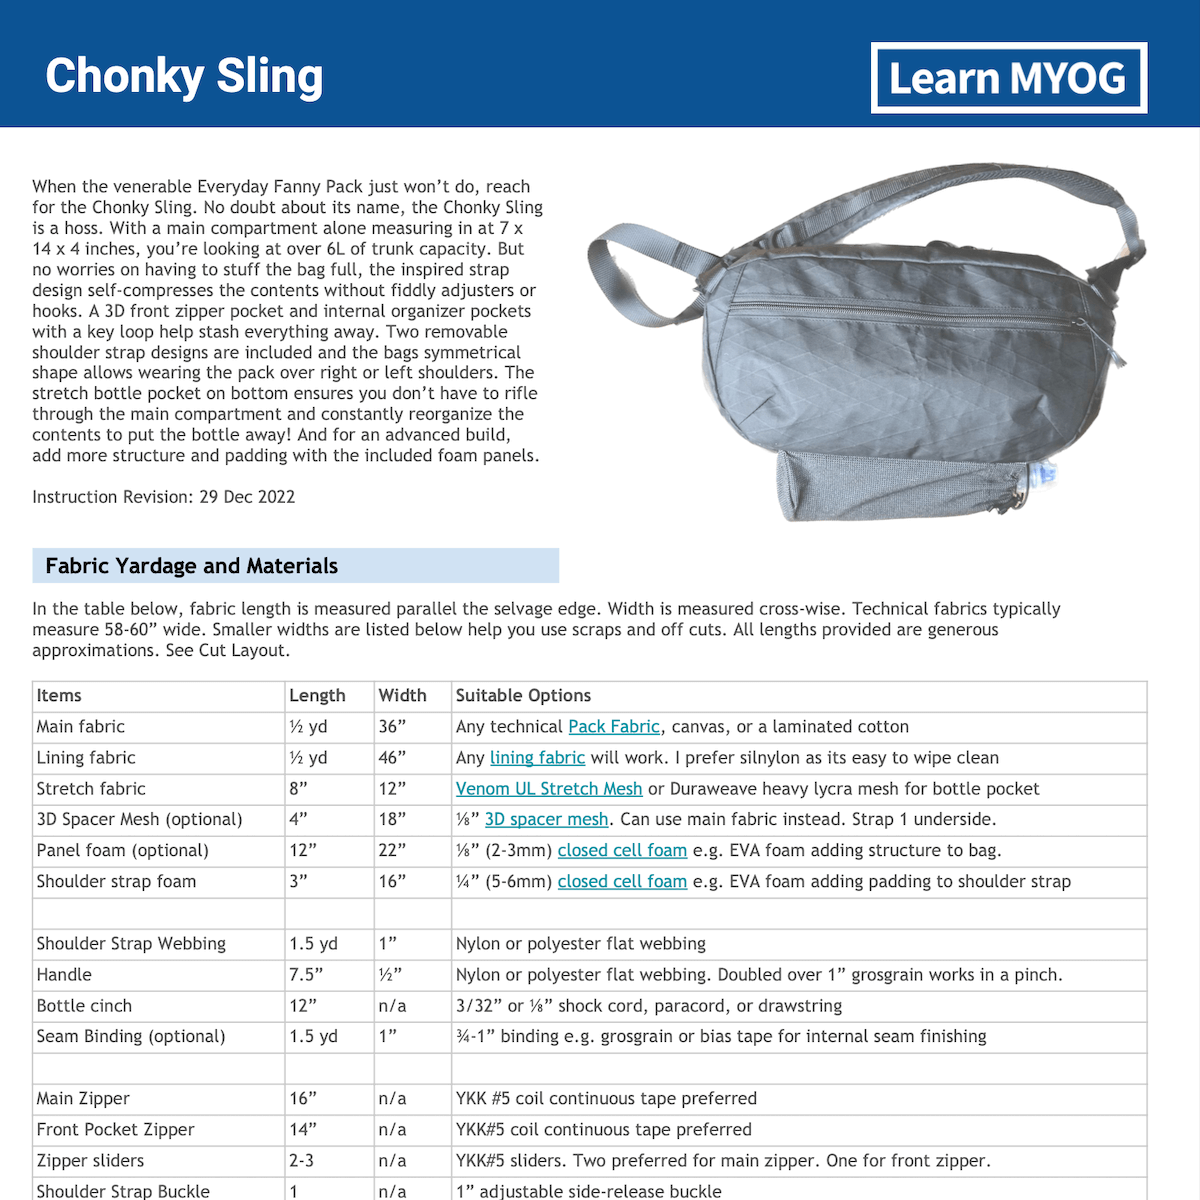 Chonky Sling
Learn MYOG
When the venerable Everyday Fanny Pack just won’t do, reach
for the Chonky Sling. No doubt about its name, the Chonky Sling
is a hoss. With a main compartment alone measuring in at 7 x
14 x 4 inches, you’re looking at over 6L of trunk capacity. But
no worries on having to stuff the bag full, the inspired strap
design self-compresses the contents without fiddly adjusters or
hooks. A 3D front zipper pocket and internal organizer pockets
with a key loop help stash everything away. Two removable
shoulder strap designs are included and the bags symmetrical
shape allows wearing the pack over right or left shoulders. The
stretch bottle pocket on bottom ensures you don’t have to rifle
through the main compartment and constantly reorganize the
contents to put the bottle away! And for an advanced build,
add more structure and padding with the included foam panels.
Instruction Revision: 29 Dec 2022
Fabric Yardage and Materials
In the table below, fabric length is measured parallel the selvage edge. Width is measured cross-wise. Technical fabrics typically
measure 58-60” wide. Smaller widths are listed below help you use scraps and off cuts. All lengths provided are generous
approximations. See Cut Layout.
Items Length Width Suitable Options
Main fabric ½ yd 36” Any technical Pack Fabric, canvas, or a laminated cotton
Lining fabric ½ yd 46” Any lining fabric will work. I prefer silnylon as its easy to wipe clean
Stretch fabric 8” 12” Venom UL Stretch Mesh or Duraweave heavy lycra mesh for bottle pocket
3D Spacer Mesh (optional) 4” 18” ⅛” 3D spacer mesh. Can use main fabric instead. Strap 1 underside.
Panel foam (optional) 12” 22” ⅛” (2-3mm) closed cell foam e.g. EVA foam adding structure to bag.
Shoulder strap foam 3” 16” ¼” (5-6mm) closed cell foam e.g. EVA foam adding padding to shoulder strap
Shoulder Strap Webbing 1.5 yd 1” Nylon or polyester flat webbing
Handle 7.5” ½” Nylon or polyester flat webbing. Doubled over 1” grosgrain works in a pinch.
Bottle cinch 12” n/a 3/32” or ⅛” shock cord, paracord, or drawstring
Seam Binding (optional) 1.5 yd 1” ¾-1” binding e.g. grosgrain or bias tape for internal seam finishing
Main Zipper 16” n/a YKK #5 coil continuous tape preferred
Front Pocket Zipper 14” n/a YKK#5 coil continuous tape preferred
Zipper sliders 2-3 n/a YKK#5 sliders. Two preferred for main zipper. One for front zipper.
Shoulder Strap Buckle 1 n/a 1” adjustable side-release buckle